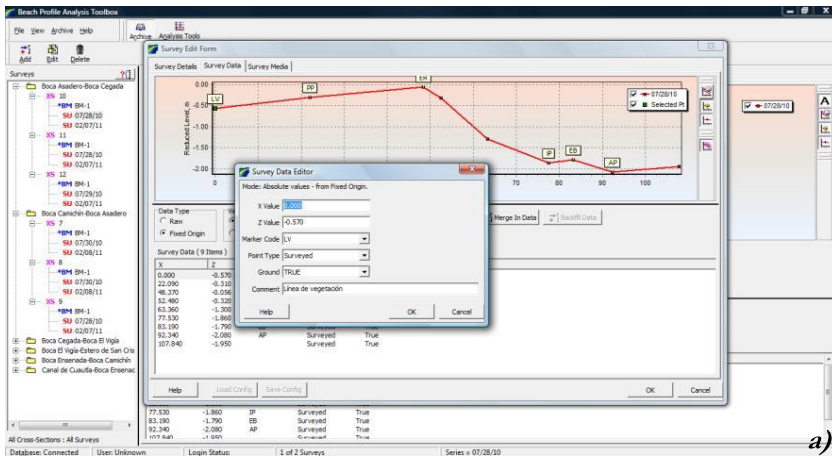 Beach Profile Analysis Toolbox
File View Archive Help
Archive Analysis Tools
Add Edit Delete
Surveys
Boca Asadero-Boca Cegada
XS 10
*BM BM-1
SU 07/28/10
SU 02/07/11
XS 11
*BM BM-1
SU 07/28/10
SU 02/07/11
XS 12
*BM BM-1
SU 07/29/10
SU 02/07/11
Boca Camichín-Boca Asadero
XS 7
*BM BM-1
SU 07/30/10
SU 02/08/11
XS 8
*BM BM-1
SU 07/30/10
SU 02/08/11
XS 9
*BM BM-1
SU 07/28/10
SU 02/07/11
Boca Cegada-Boca El Vigía
Boca El Vigía-Estero de San Cris
Boca Ensenada-Boca Camichín
Canal de Cuautla-Boca Ensenac
All Cross-Sections : All Surveys
Database: Connected User: Unknown Login Status: 1 of 2 Surveys Series = 07/28/10
Survey Edit Form
Survey Details Survey Data Survey Media
Reduced Level, m
0.00
-0.50
-1.00
-1.50
-2.00
LV PP ER IP EB AP
0 70 80 90 100
07/28/10
Selected Pt
07/28/10
A
Data Type
Raw
Fixed Origin
Merge In Data Backfill Data
Survey Data ( 9 Items )
X Z
0.000 -0.570
22.090 -0.310
48.370 -0.056
52.480 -0.320
63.360 -1.300
77.530 -1.860
83.190 -1.790
92.340 -2.080 AP Surveyed True
107.840 -1.950 Surveyed True
Survey Data Editor
Mode: Absolute values - from Fixed Origin.
X Value 0.000
Z Value -0.570
Marker Code LV
Point Type Surveyed
Ground TRUE
Comment Línea de vegetación
Help OK Cancel
Help Load Config Save Config OK Cancel
77.530 -1.860 IP Surveyed True
83.190 -1.790 EB Surveyed True
92.340 -2.080 AP Surveyed True
107.840 -1.950 Surveyed True
a)